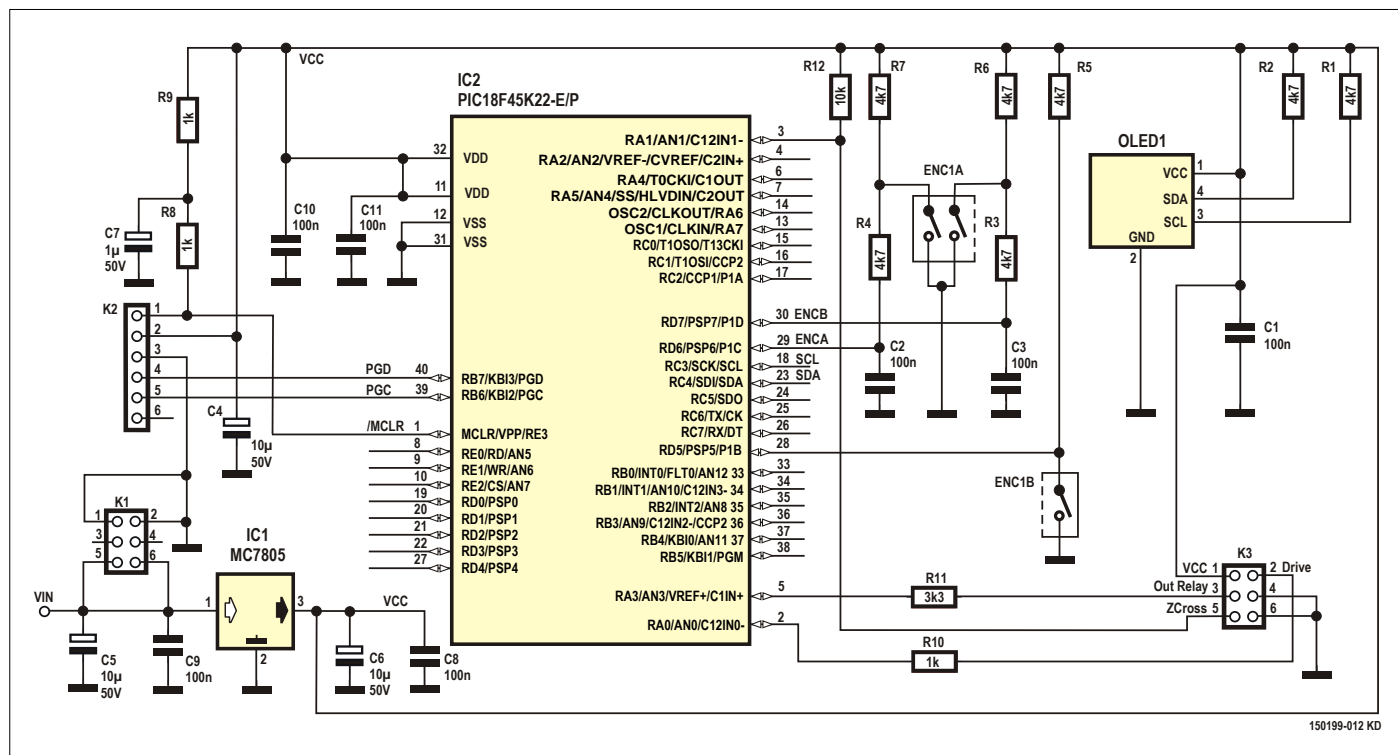 VCC
R9
1k
C7
1µ
50V
R8
1k
K2
1
2
3
4
5
6
PGD
PGC
/MCLR
C4
10µ
50V
K1
1
2
3
4
5
6
IC1
MC7805
VIN
1
3
2
VCC
C5
10µ
50V
C9
100n
C6
10µ
50V
C8
100n
C10
100n
C11
100n
IC2
PIC18F45K22-E/P
32 VDD
11 VDD
12 VSS
31 VSS
40 RB7/KBI3/PGD
39 RB6/KBI2/PGC
1 MCLR/VPP/RE3
8 RE0/RD/AN5
9 RE1/WR/AN6
10 RE2/CS/AN7
19 RD0/PSP0
20 RD1/PSP1
21 RD2/PSP2
22 RD3/PSP3
27 RD4/PSP4
RA1/AN1/C12IN1- 3
RA2/AN2/VREF-/CVREF/C2IN+ 4
RA4/T0CKI/C1OUT 6
RA5/AN4/SS/HLVDIN/C2OUT 7
OSC2/CLKOUT/RA6 14
OSC1/CLKIN/RA7 13
RC0/T1OSO/T13CKI 15
RC1/T1OSI/CCP2 16
RC2/CCP1/P1A 17
RD7/PSP7/P1D 30 ENCB
RD6/PSP6/P1C 29 ENCA
RC3/SCK/SCL 18 SCL
RC4/SDI/SDA 23 SDA
RC5/SDO 24
RC6/TX/CK 25
RC7/RX/DT 26
RD5/PSP5/P1B 28
RB0/INT0/FLT0/AN12 33 33
RB1/INT1/AN10/C12IN3- 34 34
RB2/INT2/AN8 35 35
RB3/AN9/C12IN2-/CCP2 36 36
RB4/KBI0/AN11 37 37
RB5/KBI1/PGM 38
RA3/AN3/VREF+/C1IN+ 5
RA0/AN0/C12IN0- 2
R12
10k
R7
4k7
R6
4k7
R5
4k7
R2
4k7
R1
4k7
ENC1A
R4
4k7
R3
4k7
C2
100n
C3
100n
ENC1B
OLED1
VCC 1
SDA 4
SCL 3
GND
2
C1
100n
R11
3k3
R10
1k
K3
VCC 1
2 Drive
Out Relay 3
4
ZCross 5
6
150199-012 KD